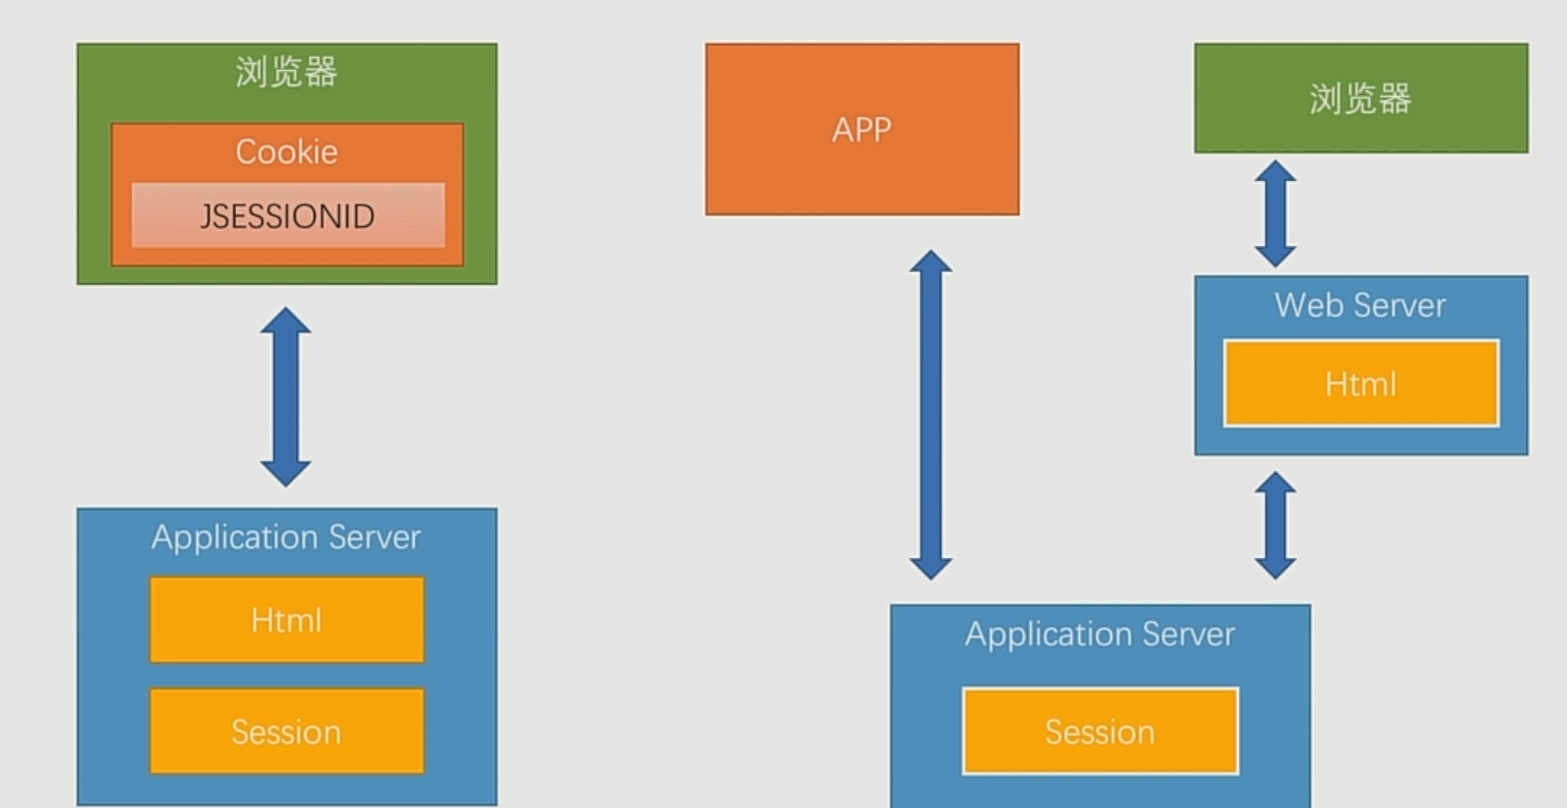 浏览器
Cookie
JSESSIONID
Application Server
Html
Session
APP
浏览器
Web Server
Html
Application Server
Session